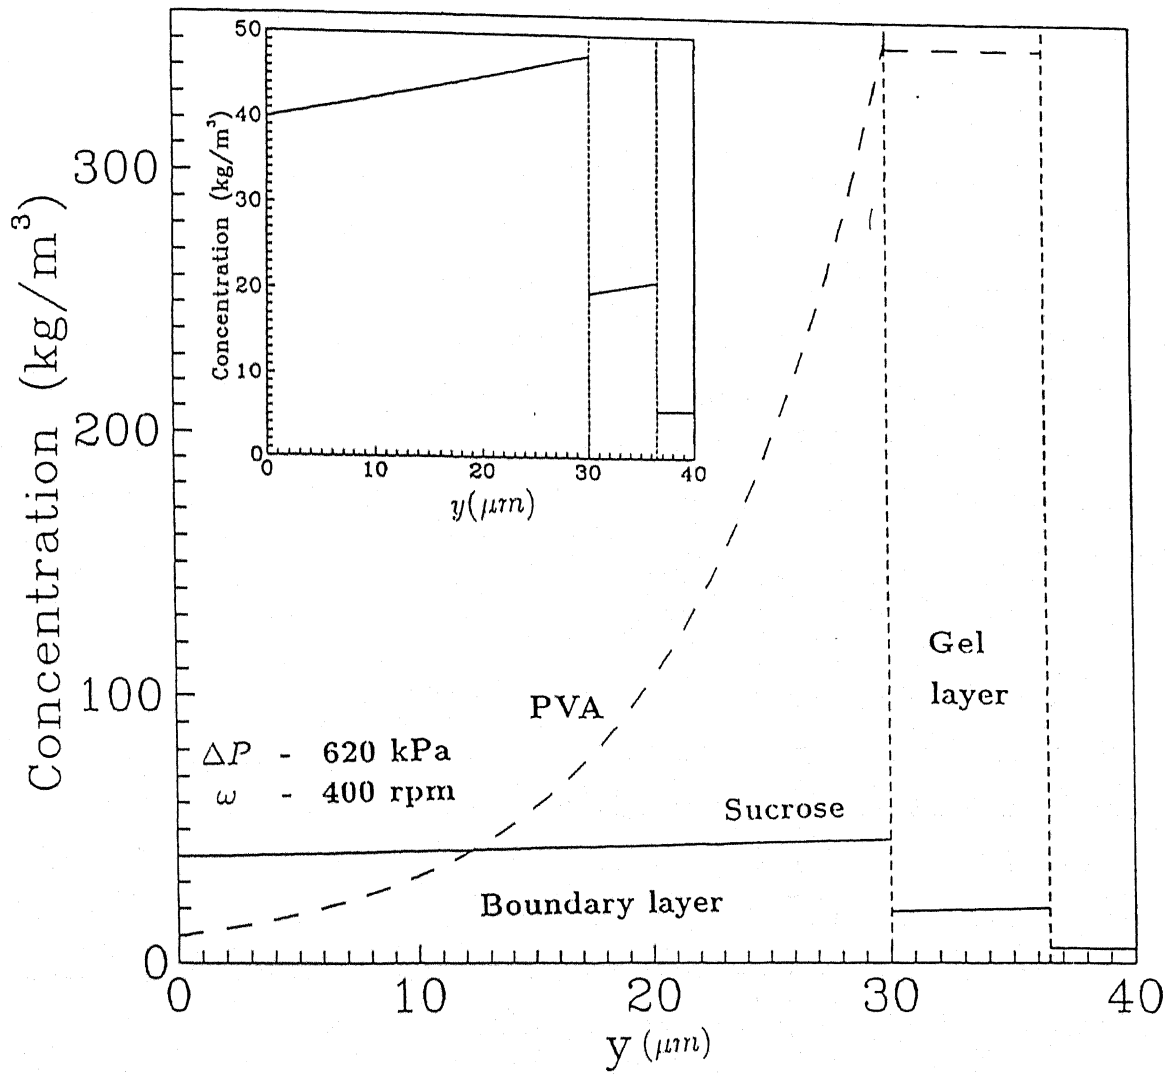 50
40
30
20
10
0
Concentration (kg/m³)
0 10 20 30 40
y(μm)
300
200
100
0
Concentration (kg/m³)
Gel
layer
PVA
ΔP - 620 kPa
ω - 400 rpm
Sucrose
Boundary layer
0 10 20 30 40
y (μm)